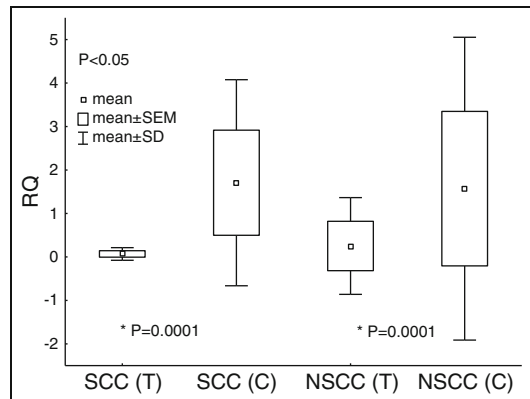 5
4
3
2
1
0
-1
-2
RQ
P<0.05
mean
mean±SEM
mean±SD
* P=0.0001
* P=0.0001
SCC (T)
SCC (C)
NSCC (T)
NSCC (C)